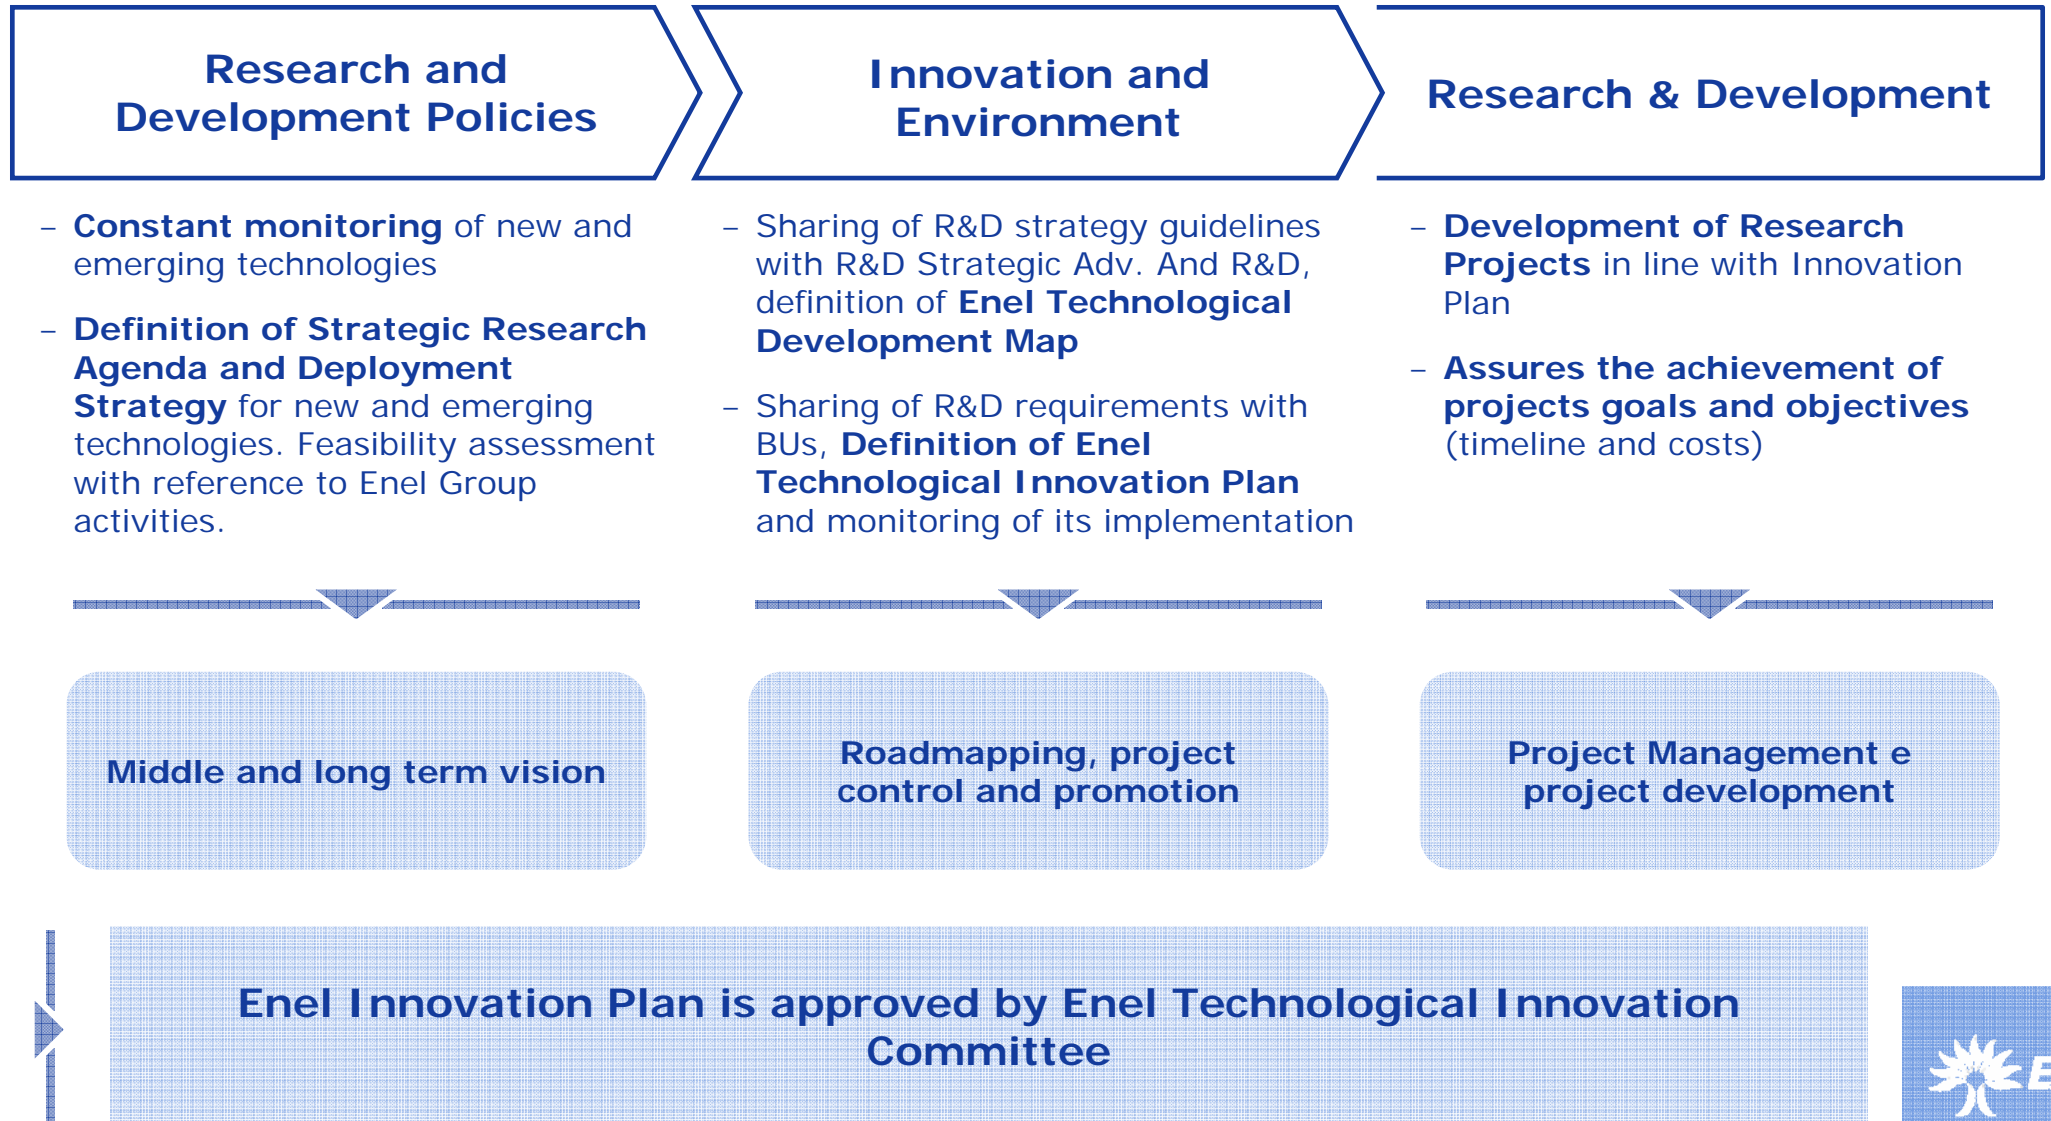 Research and
Development Policies
Innovation and
Environment
Research & Development
– Constant monitoring of new and
emerging technologies
– Definition of Strategic Research
Agenda and Deployment
Strategy for new and emerging
technologies. Feasibility assessment
with reference to Enel Group
activities.
– Sharing of R&D strategy guidelines
with R&D Strategic Adv. And R&D,
definition of Enel Technological
Development Map
– Sharing of R&D requirements with
BUs, Definition of Enel
Technological Innovation Plan
and monitoring of its implementation
– Development of Research
Projects in line with Innovation
Plan
– Assures the achievement of
projects goals and objectives
(timeline and costs)
Middle and long term vision
Roadmapping, project
control and promotion
Project Management e
project development
Enel Innovation Plan is approved by Enel Technological Innovation
Committee